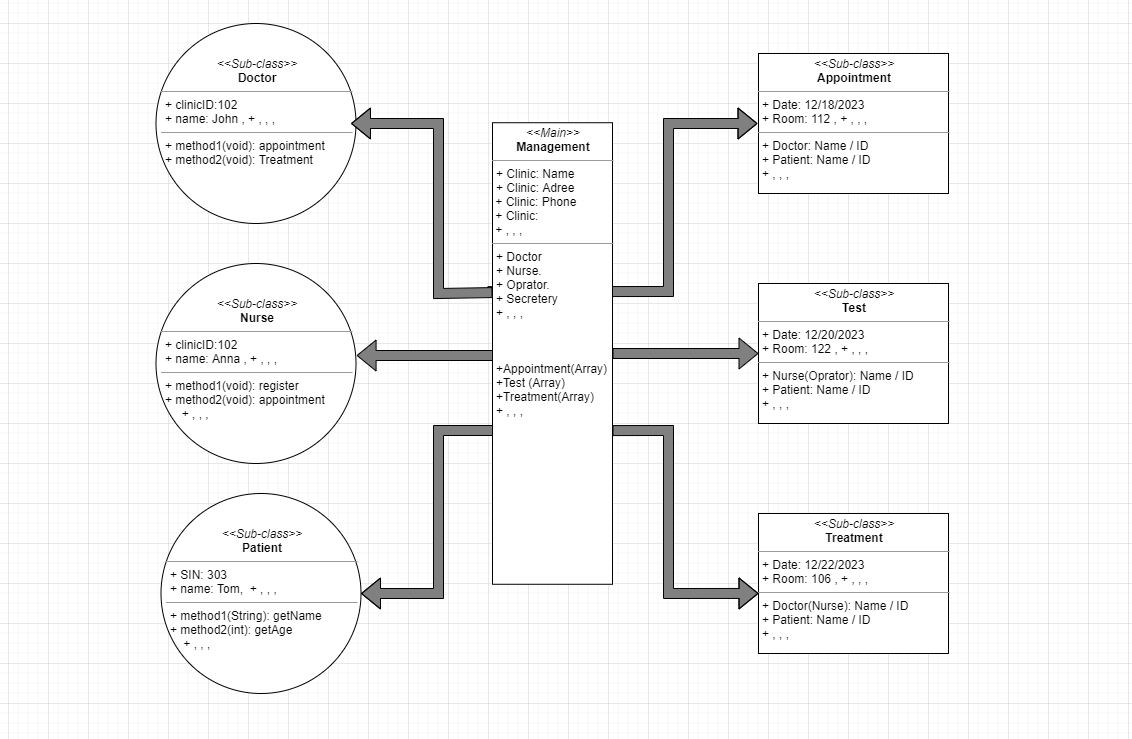 <<Sub-class>>
Doctor
+ clinicID:102
+ name: John , + , , ,
+ method1(void): appointment
+ method2(void): Treatment
<<Sub-class>>
Nurse
+ clinicID:102
+ name: Anna , + , , ,
+ method1(void): register
+ method2(void): appointment
+ , , ,
<<Sub-class>>
Patient
+ SIN: 303
+ name: Tom, + , , ,
+ method1(String): getName
+ method2(int): getAge
+ , , ,
<<Main>>
Management
+ Clinic: Name
+ Clinic: Adree
+ Clinic: Phone
+ Clinic:
+ , , ,
+ Doctor
+ Nurse.
+ Oprator.
+ Secretery
+ , , ,
+Appointment(Array)
+Test (Array)
+Treatment(Array)
+ , , ,
<<Sub-class>>
Appointment
+ Date: 12/18/2023
+ Room: 112 , + , , ,
+ Doctor: Name / ID
+ Patient: Name / ID
+ , , ,
<<Sub-class>>
Test
+ Date: 12/20/2023
+ Room: 122 , + , , ,
+ Nurse(Oprator): Name / ID
+ Patient: Name / ID
+ , , ,
<<Sub-class>>
Treatment
+ Date: 12/22/2023
+ Room: 106 , + , , ,
+ Doctor(Nurse): Name / ID
+ Patient: Name / ID
+ , , ,